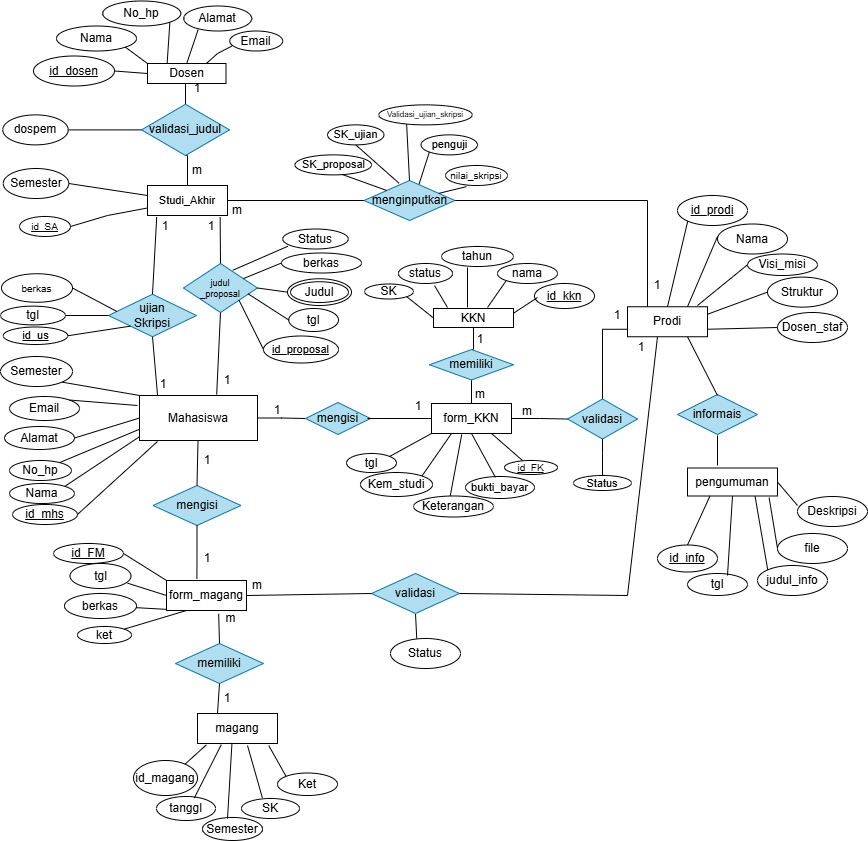 No_hp
Alamat
Nama
Email
id_dosen
Dosen
1
dospem
validasi_judul
m
Semester
Studi_Akhir
id_SA
m
1
1
Validasi_ujian_skripsi
SK_ujian
penguji
SK_proposal
nilai_skripsi
menginputkan
id_prodi
Nama
Visi_misi
Struktur
Dosen_staf
1
Prodi
1
1
Status
berkas
Judul
tgl
id_proposal
judul
_proposal
1
berkas
tgl
id_us
ujian
Skripsi
1
tahun
status
nama
SK
id_kkn
KKN
1
memiliki
m
Semester
Email
Alamat
No_hp
Nama
id_mhs
Mahasiswa
1
mengisi
1
form_KKN
m
validasi
Status
tgl
Kem_studi
Keterangan
bukti_bayar
id_FK
informais
pengumuman
Deskripsi
file
judul_info
tgl
id_info
1
mengisi
1
id_FM
tgl
berkas
ket
form_magang
m
validasi
Status
m
memiliki
1
magang
id_magang
tanggl
Semester
SK
Ket